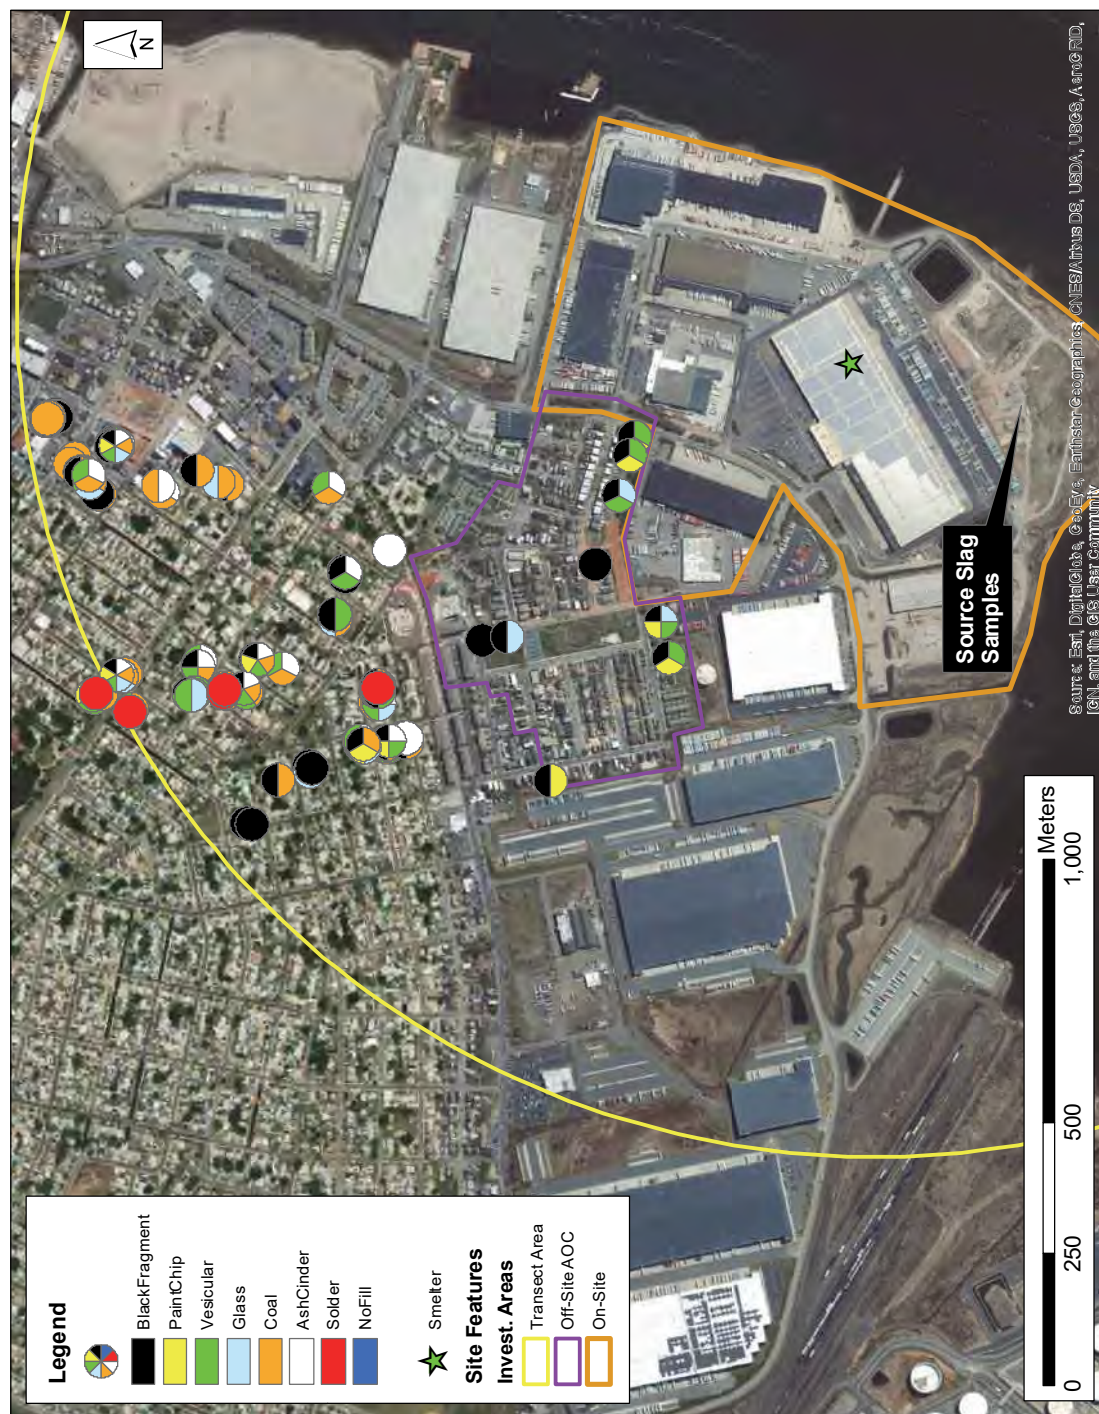 N
Legend
BlackFragment
PaintChip
Vesicular
Glass
Coal
AshCinder
Solder
NoFill
Smelter
Site Features
Invest. Areas
Transect Area
Off-Site AOC
On-Site
Source Slag
Samples
0 250 500 1,000
Meters
Source: Esri, DigitalGlobe, GeoEye, Earthstar Geographics, CNES/Airbus DS, USDA, USGS, AeroGRID,
IGN, and the GIS User Community